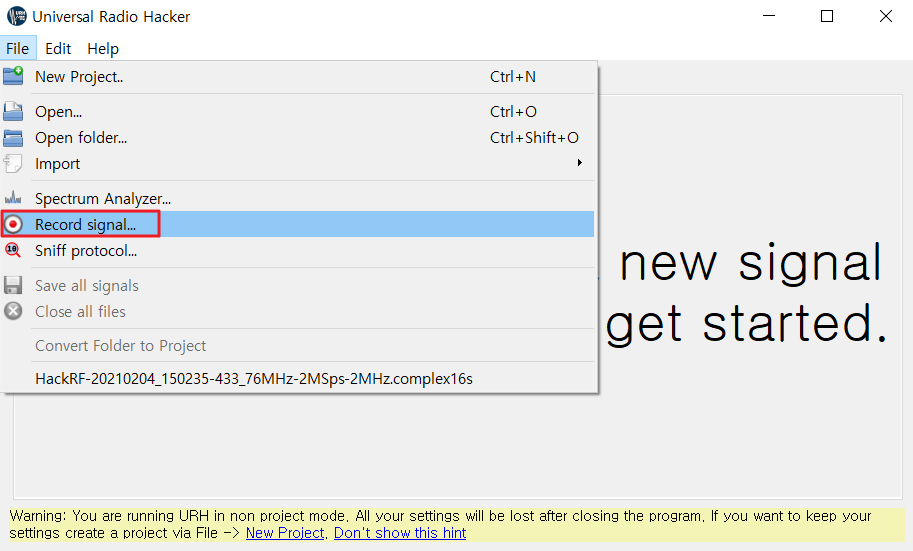 Universal Radio Hacker
File Edit Help
New Project.. Ctrl+N
Open... Ctrl+O
Open folder... Ctrl+Shift+O
Import
Spectrum Analyzer...
Record signal...
Sniff protocol...
new signal
Save all signals
get started.
Close all files
Convert Folder to Project
HackRF-20210204_150235-433_76MHz-2MSps-2MHz.complex16s
Warning: You are running URH in non project mode. All your settings will be lost after closing the program. If you want to keep your
settings create a project via File -> New Project. Don't show this hint